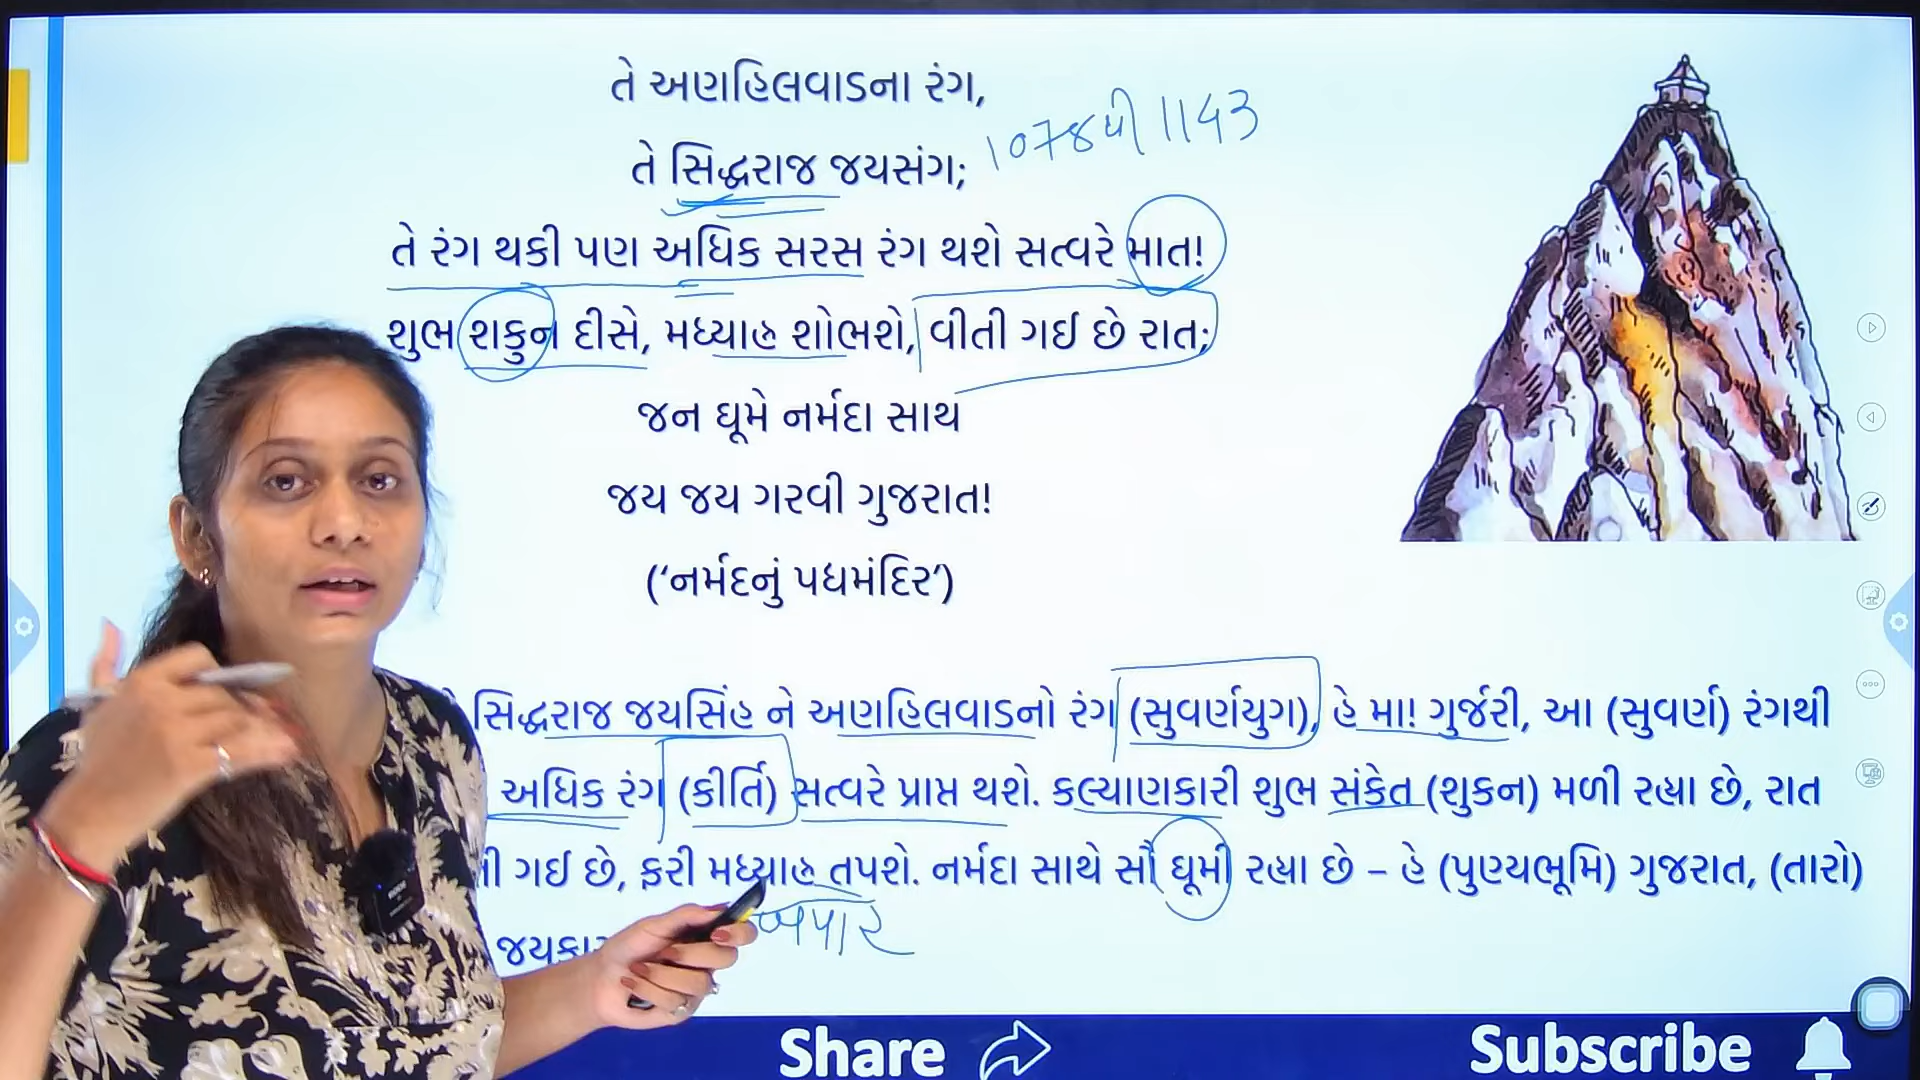 તે અણહિલવાડના રંગ,
તે સિદ્ધરાજ જયસંગ; 1078થી 1143
તે રંગ થકી પણ અધિક સરસ રંગ થશે સત્વરે માત!
શુભ શકુન દીસે, મધ્યાહ્ન શોભશે, વીતી ગઈ છે રાત;
જન ઘૂમે નર્મદા સાથ
જય જય ગરવી ગુજરાત!
(‘નર્મદનું પદ્યમંદિર’)
સિદ્ધરાજ જયસિંહ ને અણહિલવાડનો રંગ (સુવર્ણયુગ), હે મા! ગુર્જરી, આ (સુવર્ણ) રંગથી
અધિક રંગ (કીર્તિ) સત્વરે પ્રાપ્ત થશે. કલ્યાણકારી શુભ સંકેત (શુકન) મળી રહ્યા છે, રાત
ગઈ છે, ફરી મધ્યાહ્ન તપશે. નર્મદા સાથે સૌ ઘૂમી રહ્યા છે – હે (પુણ્યભૂમિ) ગુજરાત, (તારો)
બપોર
Share Subscribe